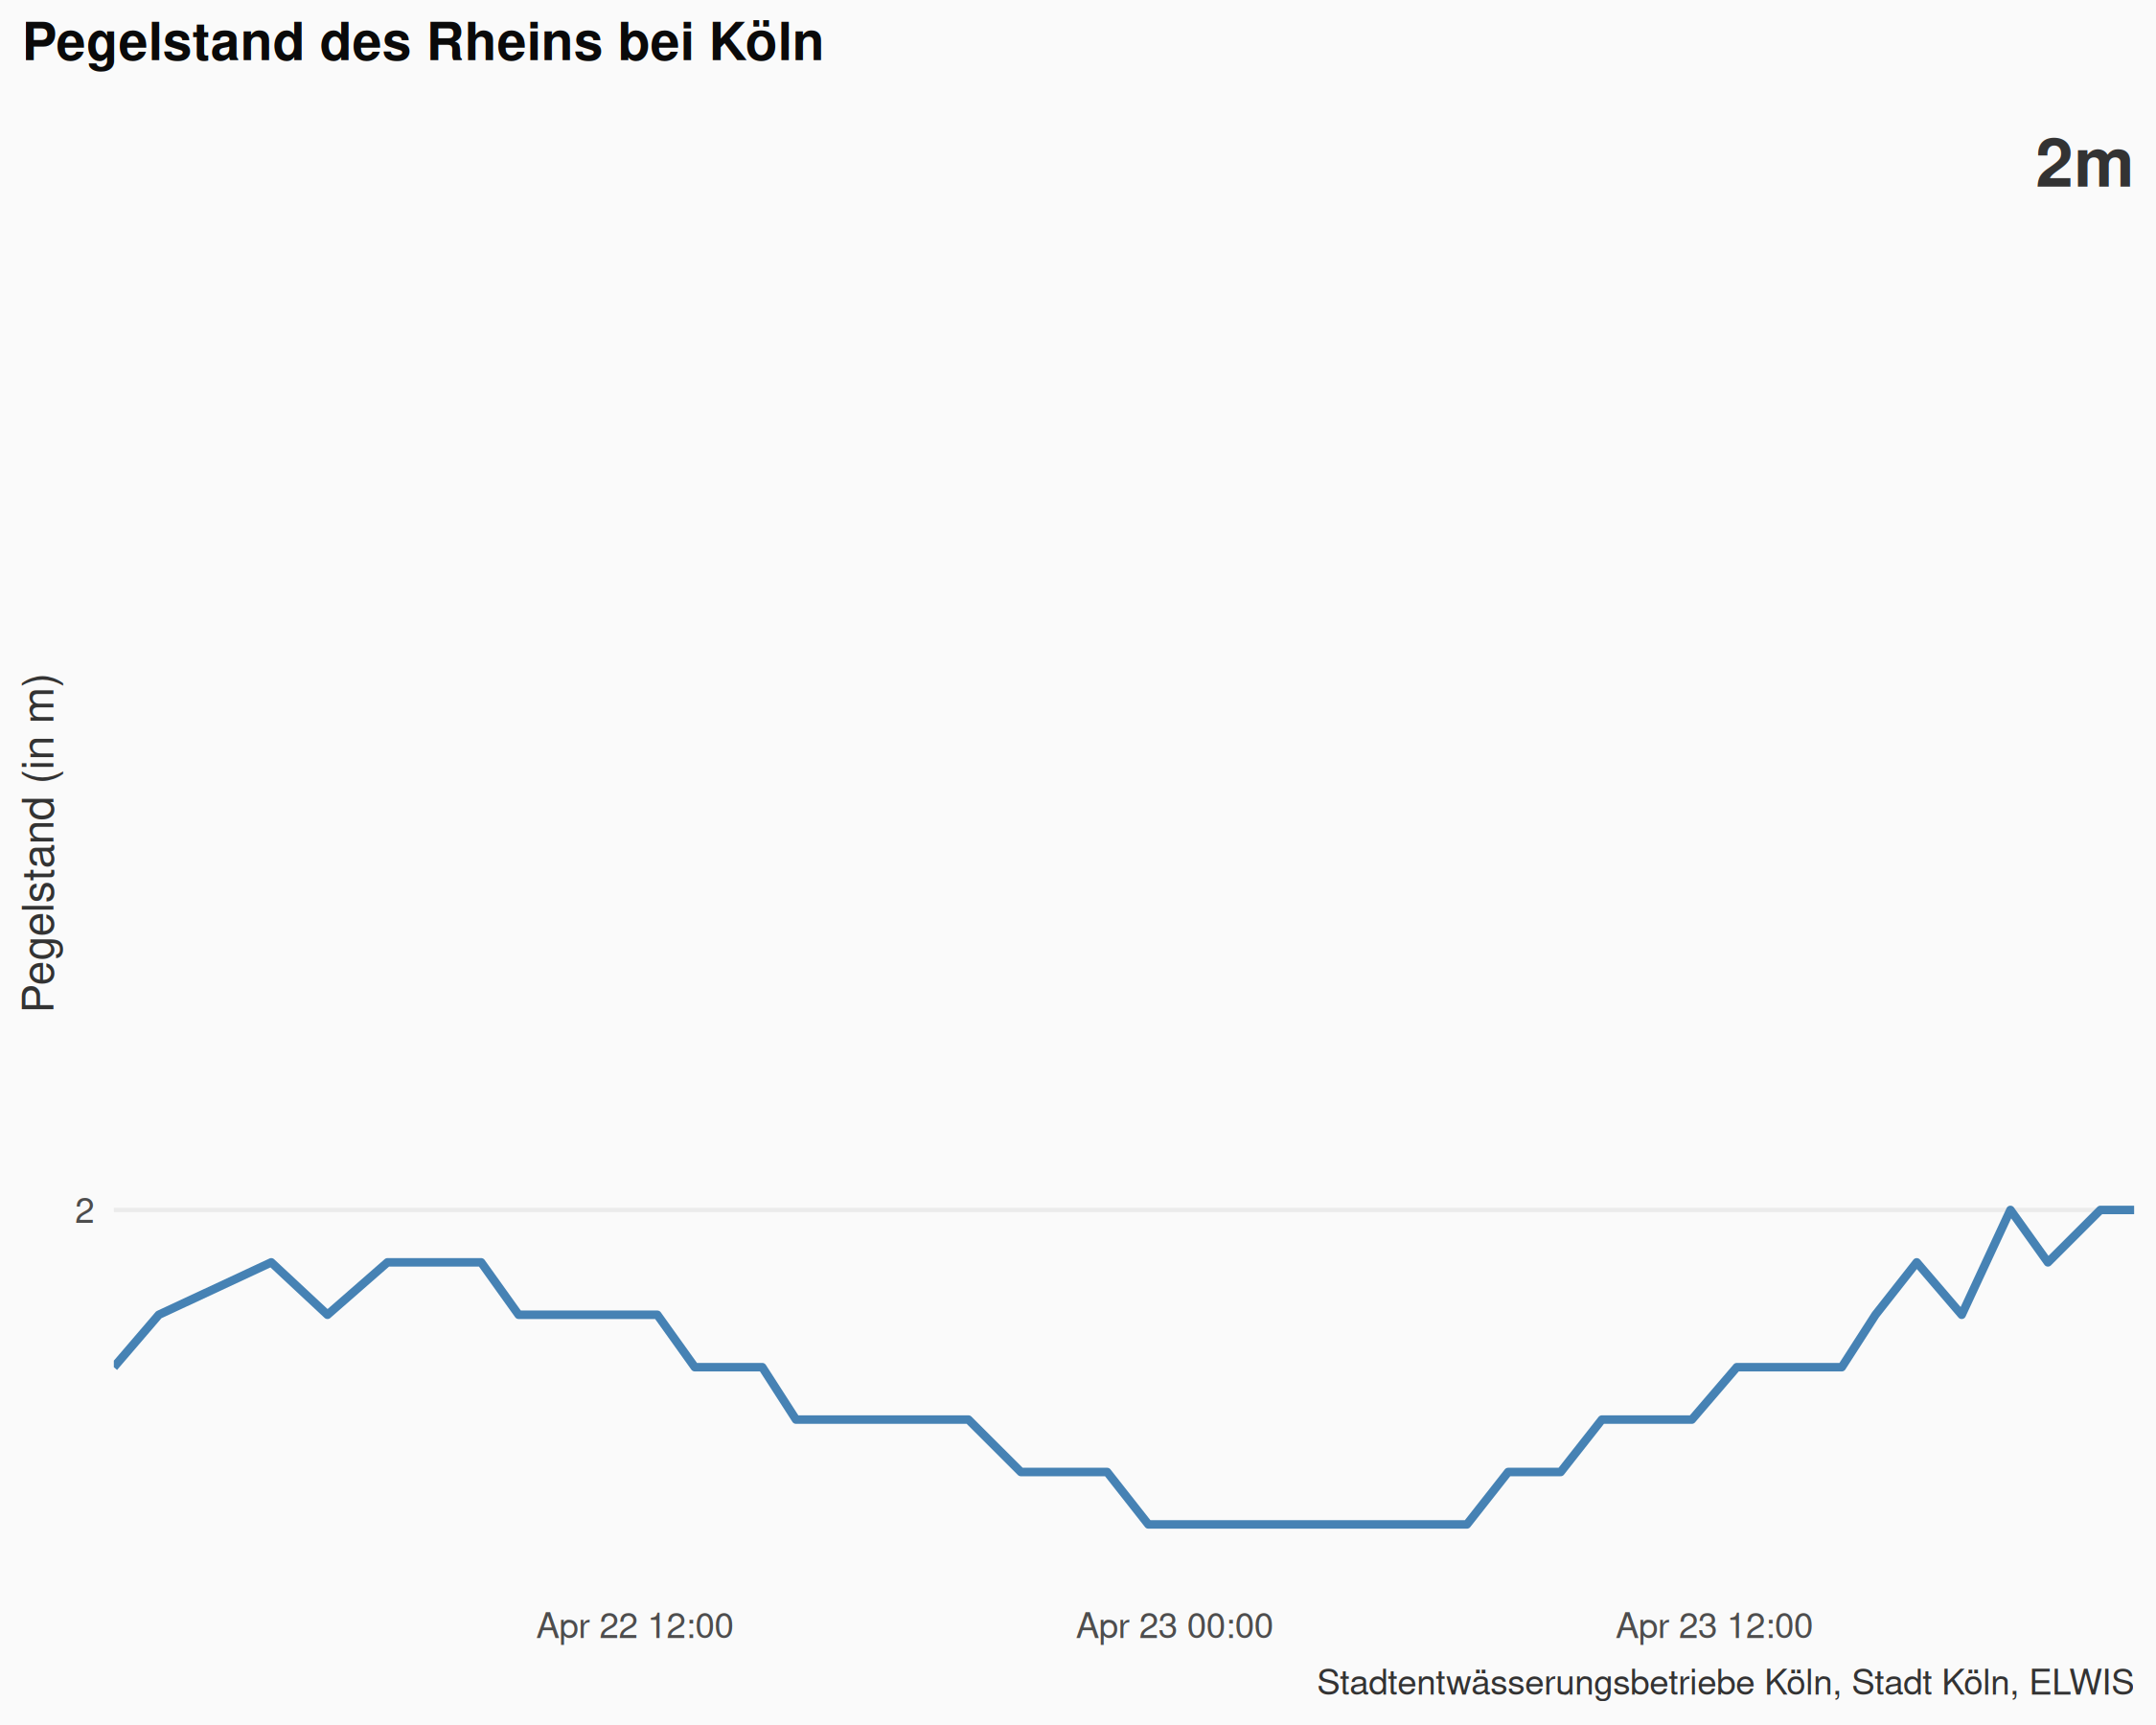 Pegelstand des Rheins bei Köln
2m
Pegelstand (in m)
2
Apr 22 12:00
Apr 23 00:00
Apr 23 12:00
Stadtentwässerungsbetriebe Köln, Stadt Köln, ELWIS